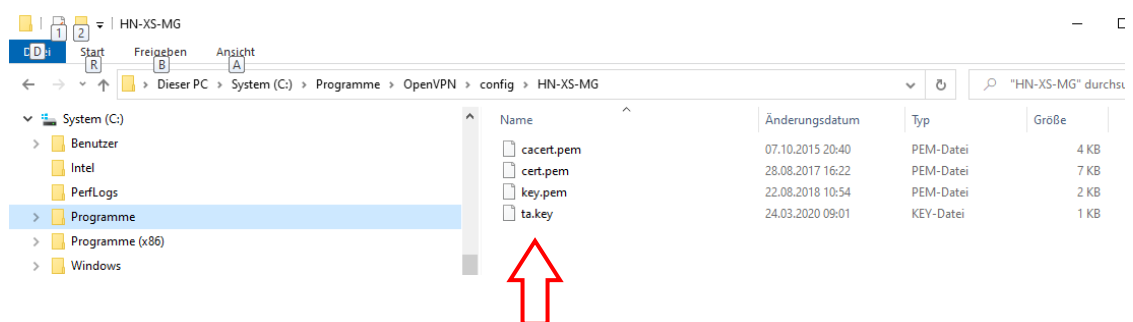 HN-XS-MG
1 2
Datei Start Freigeben Ansicht
D R B A
Dieser PC > System (C:) > Programme > OpenVPN > config > HN-XS-MG
"HN-XS-MG" durchsu
System (C:)
Benutzer
Intel
PerfLogs
Programme
Programme (x86)
Windows
Name Änderungsdatum Typ Größe
cacert.pem 07.10.2015 20:40 PEM-Datei 4 KB
cert.pem 28.08.2017 16:22 PEM-Datei 7 KB
key.pem 22.08.2018 10:54 PEM-Datei 2 KB
ta.key 24.03.2020 09:01 KEY-Datei 1 KB